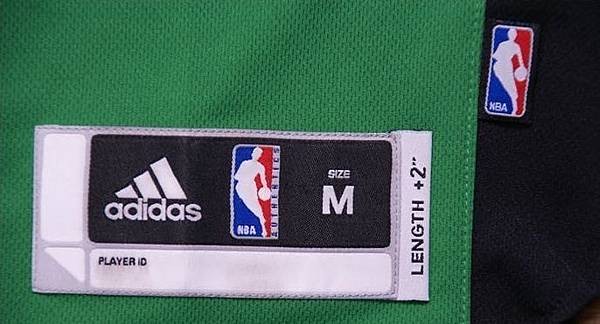 NBA
adidas
NBA
AUTHENTICS
SIZE
M
LENGTH +2"
PLAYER ID